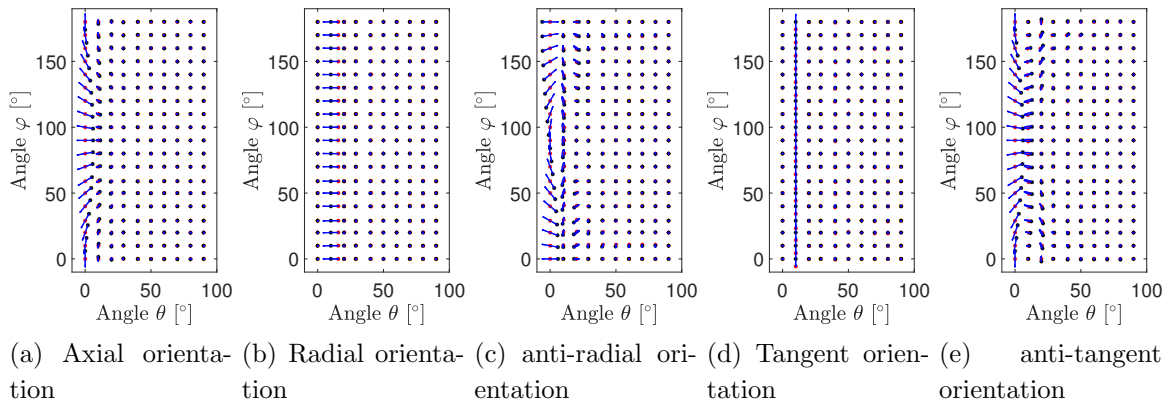 150
100
50
0
Angle φ [°]
0 50 100
Angle θ [°]
150
100
50
0
Angle φ [°]
0 50 100
Angle θ [°]
150
100
50
0
Angle φ [°]
0 50 100
Angle θ [°]
150
100
50
0
Angle φ [°]
0 50 100
Angle θ [°]
150
100
50
0
Angle φ [°]
0 50 100
Angle θ [°]
(a) Axial orienta-
tion
(b) Radial orienta-
tion
(c) anti-radial ori-
entation
(d) Tangent orien-
tation
(e) anti-tangent
orientation